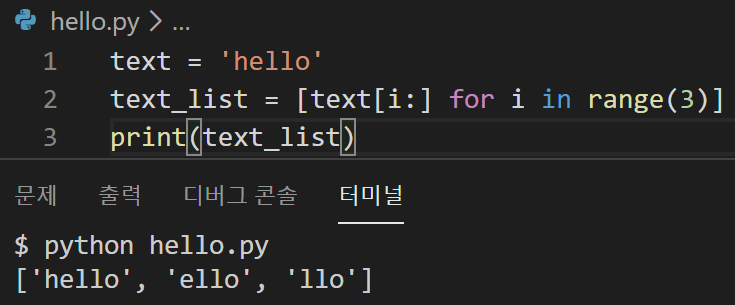 hello.py > ...
1 text = 'hello'
2 text_list = [text[i:] for i in range(3)]
3 print(text_list)
문제 출력 디버그 콘솔 터미널
$ python hello.py
['hello', 'ello', 'llo']